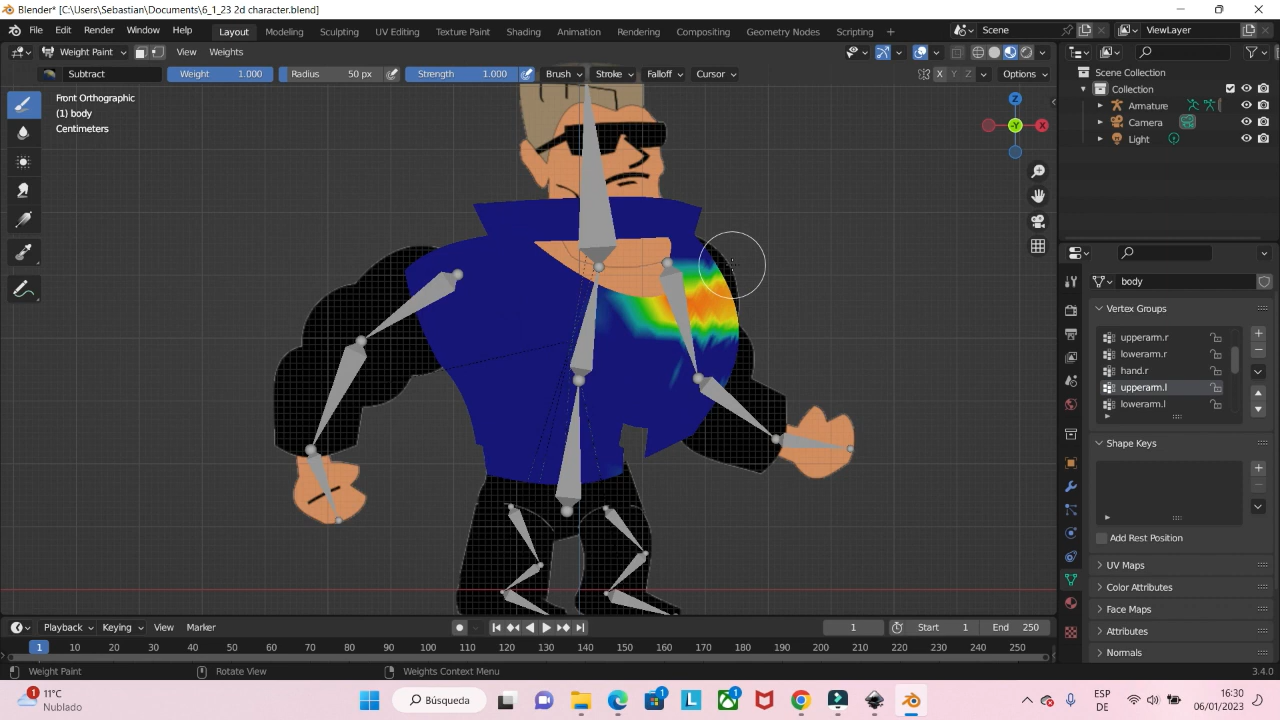 Blender* [C:\Users\Sebastian\Documents\6_1_23 2d character.blend]
File Edit Render Window Help Layout Modeling Sculpting UV Editing Texture Paint Shading Animation Rendering Compositing Geometry Nodes Scripting + Scene ViewLayer
Weight Paint View Weights
Subtract Weight 1.000 Radius 50 px Strength 1.000 Brush Stroke Falloff Cursor X Y Z Options
Front Orthographic
(1) body
Centimeters
Z
-Y
X
Scene Collection
Collection
Armature
Camera
Light
body
Vertex Groups
upperarm.r
lowerarm.r
hand.r
upperarm.l
lowerarm.l
Shape Keys
Add Rest Position
UV Maps
Color Attributes
Face Maps
Attributes
Normals
Playback Keying View Marker 1 Start 1 End 250
1 10 20 30 40 50 60 70 80 90 100 110 120 130 140 150 160 170 180 190 200 210 220 230 240 250
Weight Paint Rotate View Weights Context Menu 3.4.0
1
11°C
Nublado
Búsqueda
1
1
ESP
DE
16:30
06/01/2023